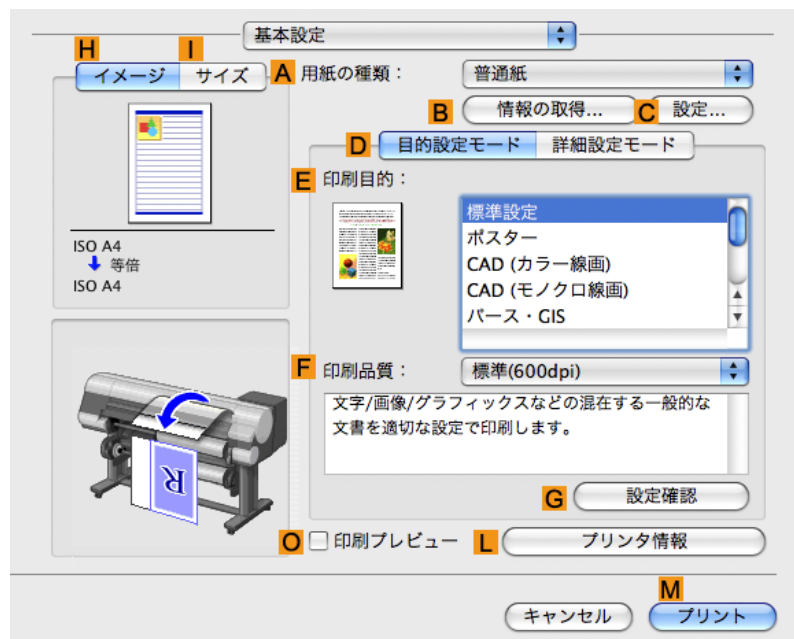 基本設定
H
I
イメージ
サイズ
A
用紙の種類：
普通紙
B
情報の取得...
C
設定...
D
目的設定モード
詳細設定モード
E
印刷目的：
標準設定
ポスター
CAD (カラー線画)
CAD (モノクロ線画)
パース・GIS
ISO A4
等倍
ISO A4
F
印刷品質：
標準(600dpi)
文字/画像/グラフィックスなどの混在する一般的な
文書を適切な設定で印刷します。
R
G
設定確認
O
印刷プレビュー
L
プリンタ情報
M
キャンセル
プリント